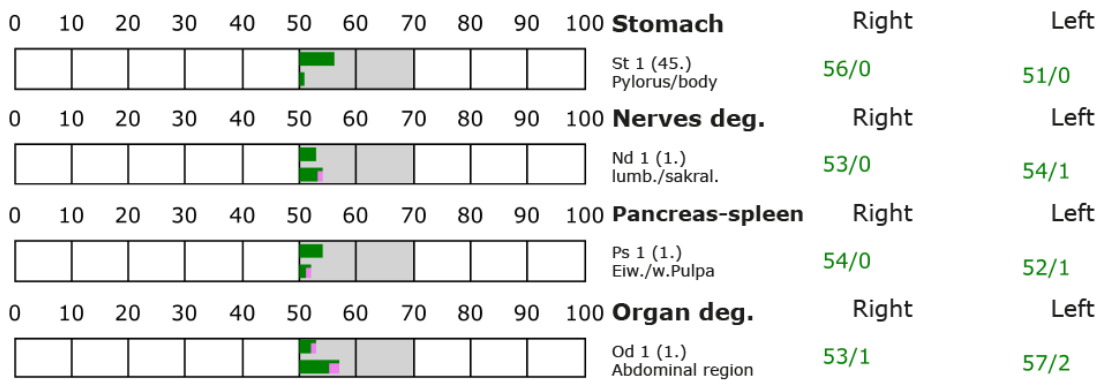 0 10 20 30 40 50 60 70 80 90 100 Stomach Right Left
St 1 (45.) 56/0 51/0
Pylorus/body
0 10 20 30 40 50 60 70 80 90 100 Nerves deg. Right Left
Nd 1 (1.) 53/0 54/1
lumb./sakral.
0 10 20 30 40 50 60 70 80 90 100 Pancreas-spleen Right Left
Ps 1 (1.) 54/0 52/1
Eiw./w.Pulpa
0 10 20 30 40 50 60 70 80 90 100 Organ deg. Right Left
Od 1 (1.) 53/1 57/2
Abdominal region